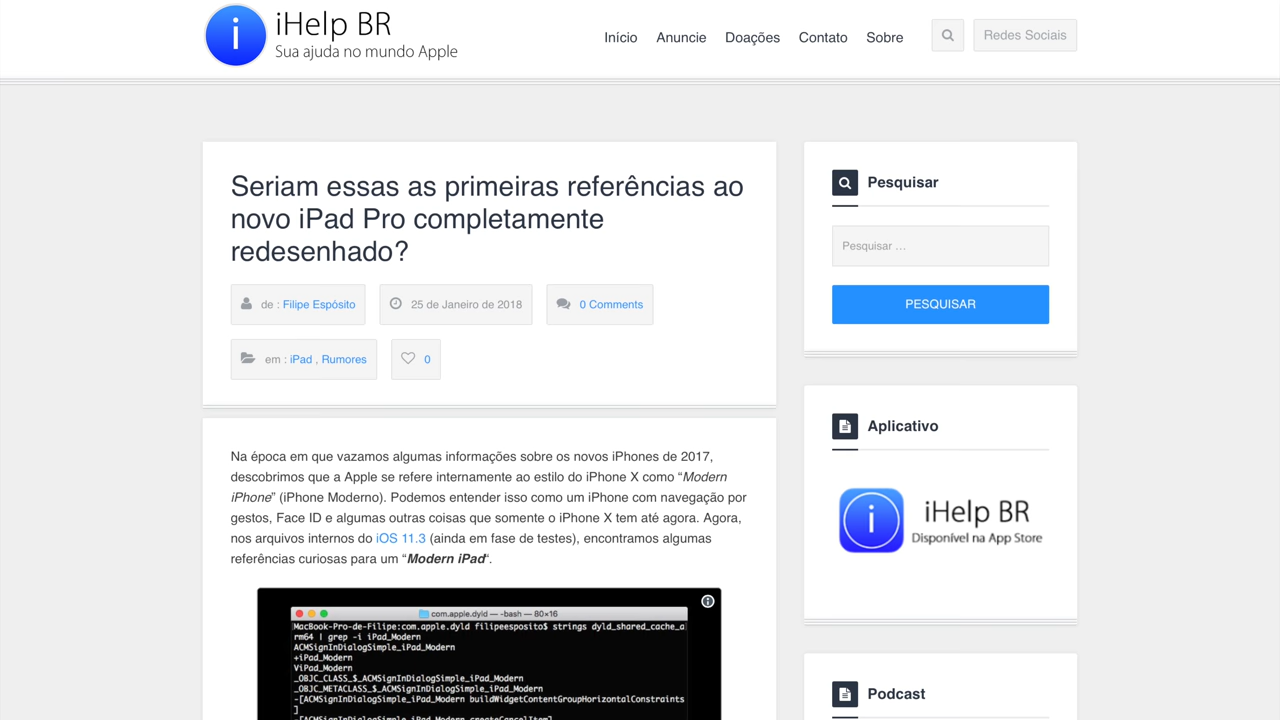 iHelp BR
Sua ajuda no mundo Apple
Início Anuncie Doações Contato Sobre Redes Sociais
Seriam essas as primeiras referências ao
novo iPad Pro completamente
redesenhado?
de : Filipe Espósito 25 de Janeiro de 2018 0 Comments
em : iPad , Rumores 0
Na época em que vazamos algumas informações sobre os novos iPhones de 2017,
descobrimos que a Apple se refere internamente ao estilo do iPhone X como “Modern
iPhone” (iPhone Moderno). Podemos entender isso como um iPhone com navegação por
gestos, Face ID e algumas outras coisas que somente o iPhone X tem até agora. Agora,
nos arquivos internos do iOS 11.3 (ainda em fase de testes), encontramos algumas
referências curiosas para um “Modern iPad“.
com.apple.dyld — -bash — 80×16
MacBook-Pro-de-Filipe:com.apple.dyld filipeesposito$ strings dyld_shared_cache_a
rm64 | grep -i iPad_Modern
ACMSignInDialogSimple_iPad_Modern
+iPad_Modern
ViPad_Modern
_OBJC_CLASS_$_ACMSignInDialogSimple_iPad_Modern
_OBJC_METACLASS_$_ACMSignInDialogSimple_iPad_Modern
-[ACMSignInDialogSimple_iPad_Modern buildWidgetContentGroupHorizontalConstraints
]
-[ACMSignInDialogSimple_iPad_Modern createCancelItem]
Pesquisar
Pesquisar …
PESQUISAR
Aplicativo
iHelp BR
Disponível na App Store
Podcast